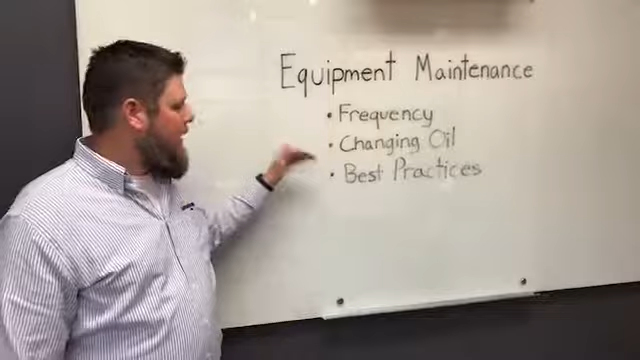 Equipment Maintenance
• Frequency
• Changing Oil
• Best Practices